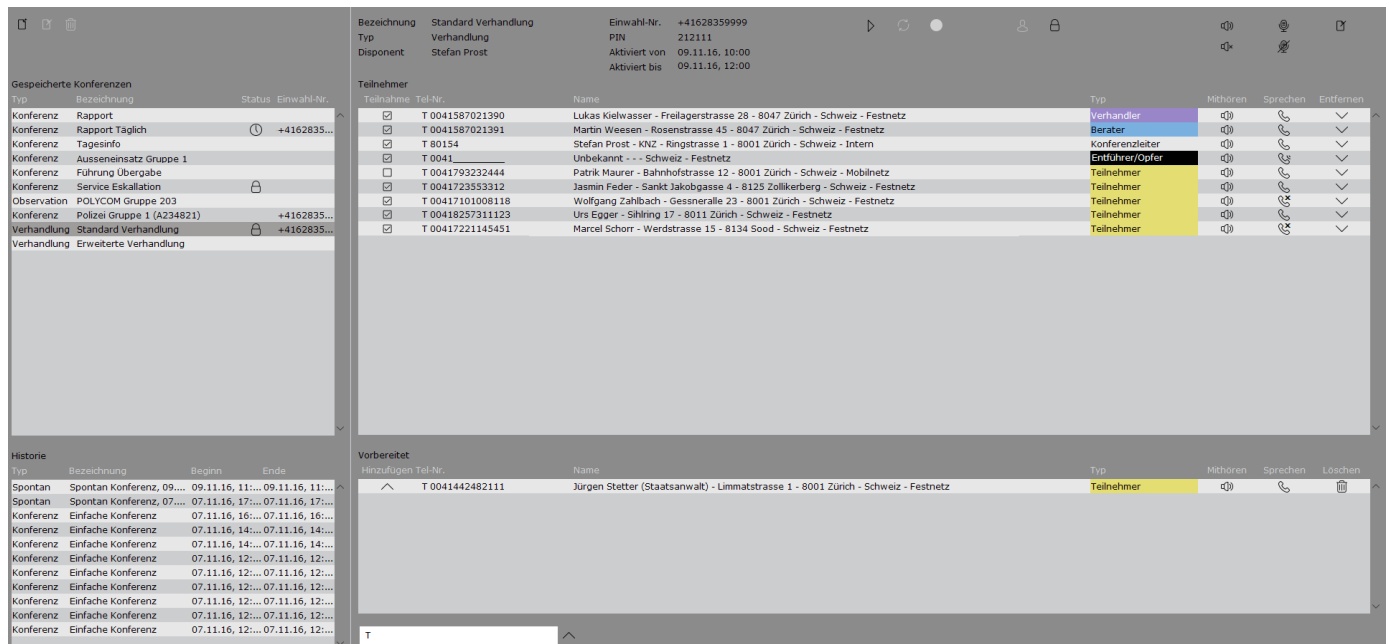 Bezeichnung Standard Verhandlung Einwahl-Nr. +41628359999
Typ Verhandlung PIN 212111
Disponent Stefan Prost Aktiviert von 09.11.16, 10:00
Aktiviert bis 09.11.16, 12:00
Gespeicherte Konferenzen
Typ Bezeichnung Status Einwahl-Nr.
Konferenz Rapport
Konferenz Rapport Täglich +4162835...
Konferenz Tagesinfo
Konferenz Ausseneinsatz Gruppe 1
Konferenz Führung Übergabe
Konferenz Service Eskallation
Observation POLYCOM Gruppe 203
Konferenz Polizei Gruppe 1 (A234821) +4162835...
Verhandlung Standard Verhandlung +4162835...
Verhandlung Erweiterte Verhandlung
Teilnehmer
Teilnahme Tel-Nr. Name Typ Mithören Sprechen Entfernen
T 0041587021390 Lukas Kielwasser - Freilagerstrasse 28 - 8047 Zürich - Schweiz - Festnetz Verhandler
T 0041587021391 Martin Weesen - Rosenstrasse 45 - 8047 Zürich - Schweiz - Festnetz Berater
T 80154 Stefan Prost - KNZ - Ringstrasse 1 - 8001 Zürich - Schweiz - Intern Konferenzleiter
T 0041_________ Unbekannt - - - Schweiz - Festnetz Entführer/Opfer
T 0041793232444 Patrik Maurer - Bahnhofstrasse 12 - 8001 Zürich - Schweiz - Mobilnetz Teilnehmer
T 0041723553312 Jasmin Feder - Sankt Jakobgasse 4 - 8125 Zollikerberg - Schweiz - Festnetz Teilnehmer
T 00417101008118 Wolfgang Zahlbach - Gessneralle 23 - 8001 Zürich - Schweiz - Festnetz Teilnehmer
T 00418257311123 Urs Egger - Sihlring 17 - 8011 Zürich - Schweiz - Festnetz Teilnehmer
T 00417221145451 Marcel Schorr - Werdstrasse 15 - 8134 Sood - Schweiz - Festnetz Teilnehmer
Historie
Typ Bezeichnung Beginn Ende
Spontan Spontan Konferenz, 09.... 09.11.16, 11:... 09.11.16, 11:...
Spontan Spontan Konferenz, 07.... 07.11.16, 17:... 07.11.16, 17:...
Konferenz Einfache Konferenz 07.11.16, 16:... 07.11.16, 16:...
Konferenz Einfache Konferenz 07.11.16, 14:... 07.11.16, 14:...
Konferenz Einfache Konferenz 07.11.16, 14:... 07.11.16, 14:...
Konferenz Einfache Konferenz 07.11.16, 12:... 07.11.16, 12:...
Konferenz Einfache Konferenz 07.11.16, 12:... 07.11.16, 12:...
Konferenz Einfache Konferenz 07.11.16, 12:... 07.11.16, 12:...
Konferenz Einfache Konferenz 07.11.16, 12:... 07.11.16, 12:...
Konferenz Einfache Konferenz 07.11.16, 12:... 07.11.16, 12:...
Konferenz Einfache Konferenz 07.11.16, 12:... 07.11.16, 12:...
Vorbereitet
Hinzufügen Tel-Nr. Name Typ Mithören Sprechen Löschen
T 0041442482111 Jürgen Stetter (Staatsanwalt) - Limmatstrasse 1 - 8001 Zürich - Schweiz - Festnetz Teilnehmer
T